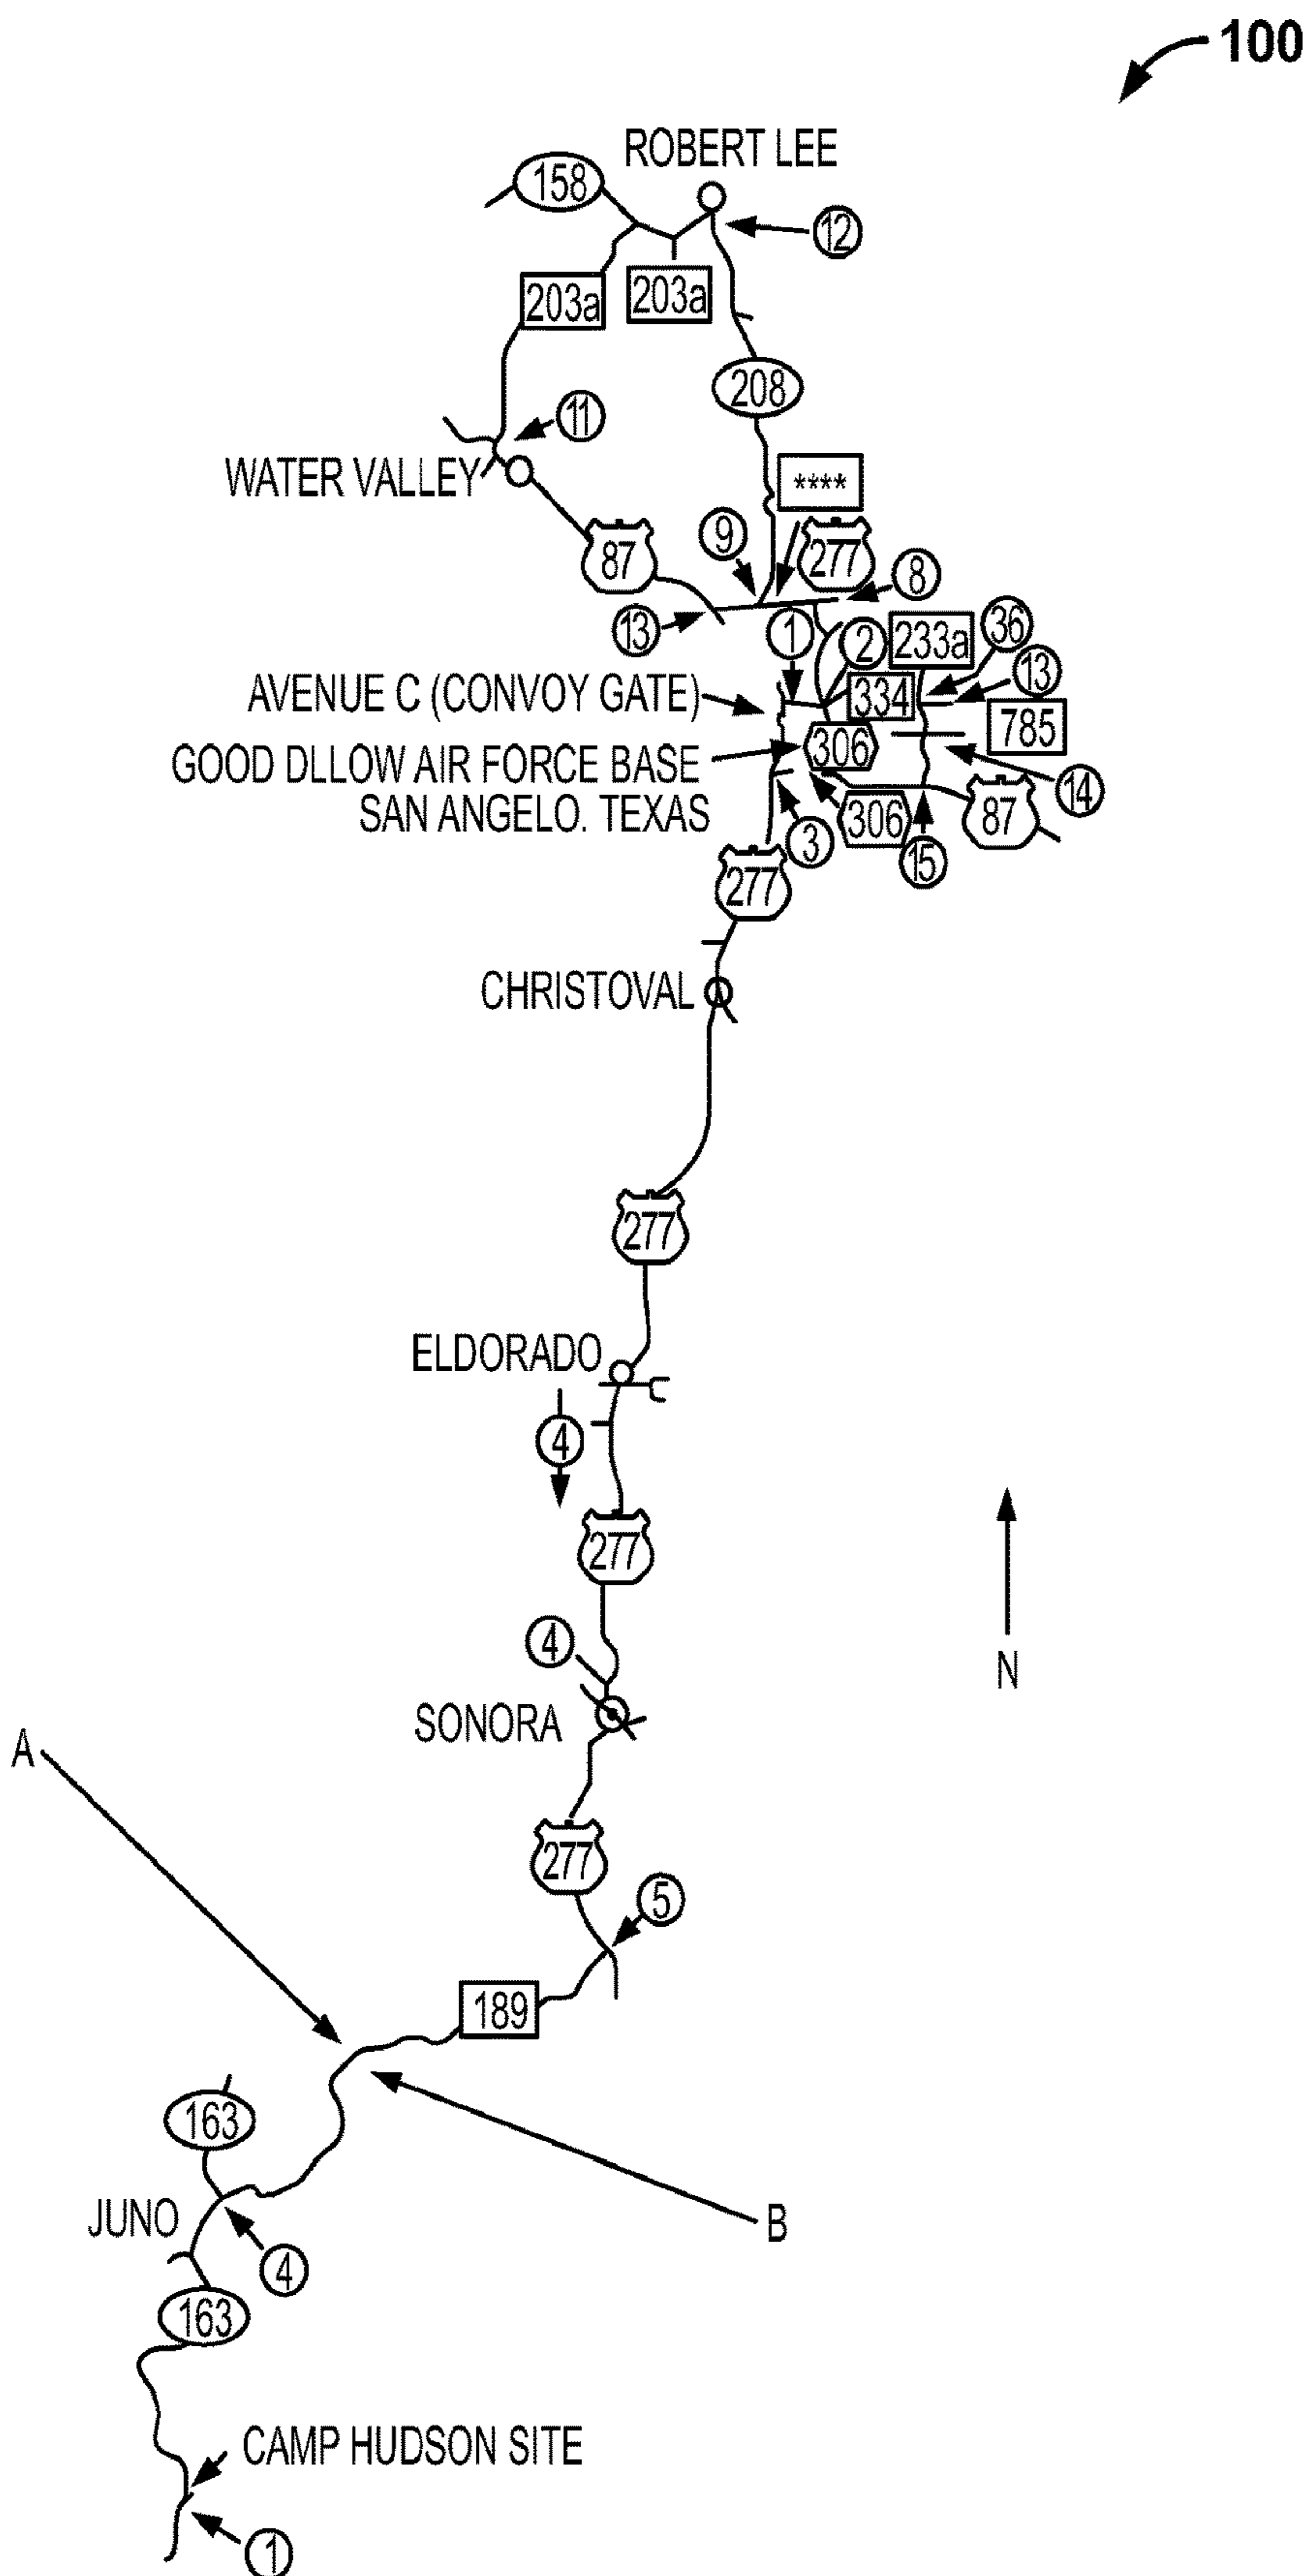 100
ROBERT LEE
158
12
203a
203a
208
11
WATER VALLEY
****
9
277
87
8
13
1
2
233a
36
13
AVENUE C (CONVOY GATE)
334
785
GOOD DLLOW AIR FORCE BASE
306
SAN ANGELO. TEXAS
14
3
306
87
15
277
CHRISTOVAL
277
ELDORADO
4
277
4
SONORA
N
A
277
5
189
163
JUNO
B
4
163
CAMP HUDSON SITE
1